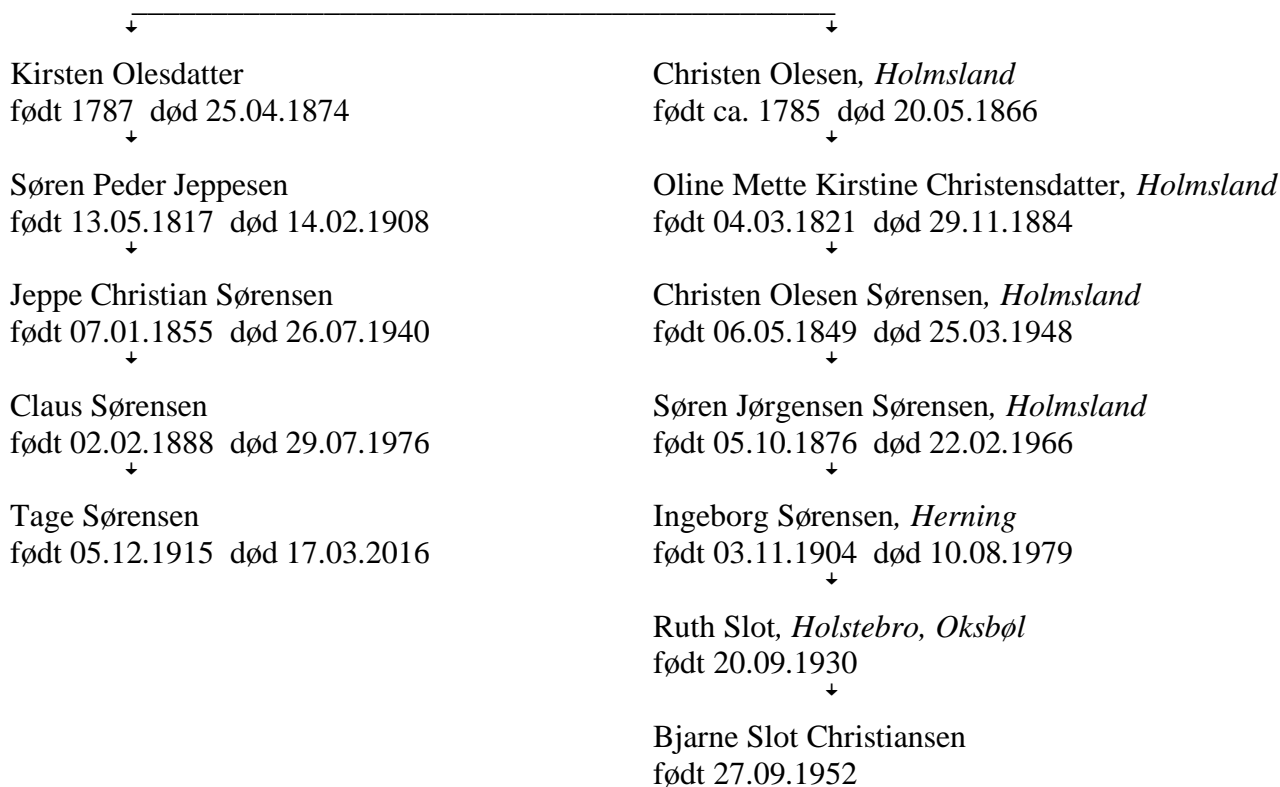 Kirsten Olesdatter
født 1787 død 25.04.1874
Søren Peder Jeppesen
født 13.05.1817 død 14.02.1908
Jeppe Christian Sørensen
født 07.01.1855 død 26.07.1940
Claus Sørensen
født 02.02.1888 død 29.07.1976
Tage Sørensen
født 05.12.1915 død 17.03.2016
Christen Olesen, Holmsland
født ca. 1785 død 20.05.1866
Oline Mette Kirstine Christensdatter, Holmsland
født 04.03.1821 død 29.11.1884
Christen Olesen Sørensen, Holmsland
født 06.05.1849 død 25.03.1948
Søren Jørgensen Sørensen, Holmsland
født 05.10.1876 død 22.02.1966
Ingeborg Sørensen, Herning
født 03.11.1904 død 10.08.1979
Ruth Slot, Holstebro, Oksbøl
født 20.09.1930
Bjarne Slot Christiansen
født 27.09.1952